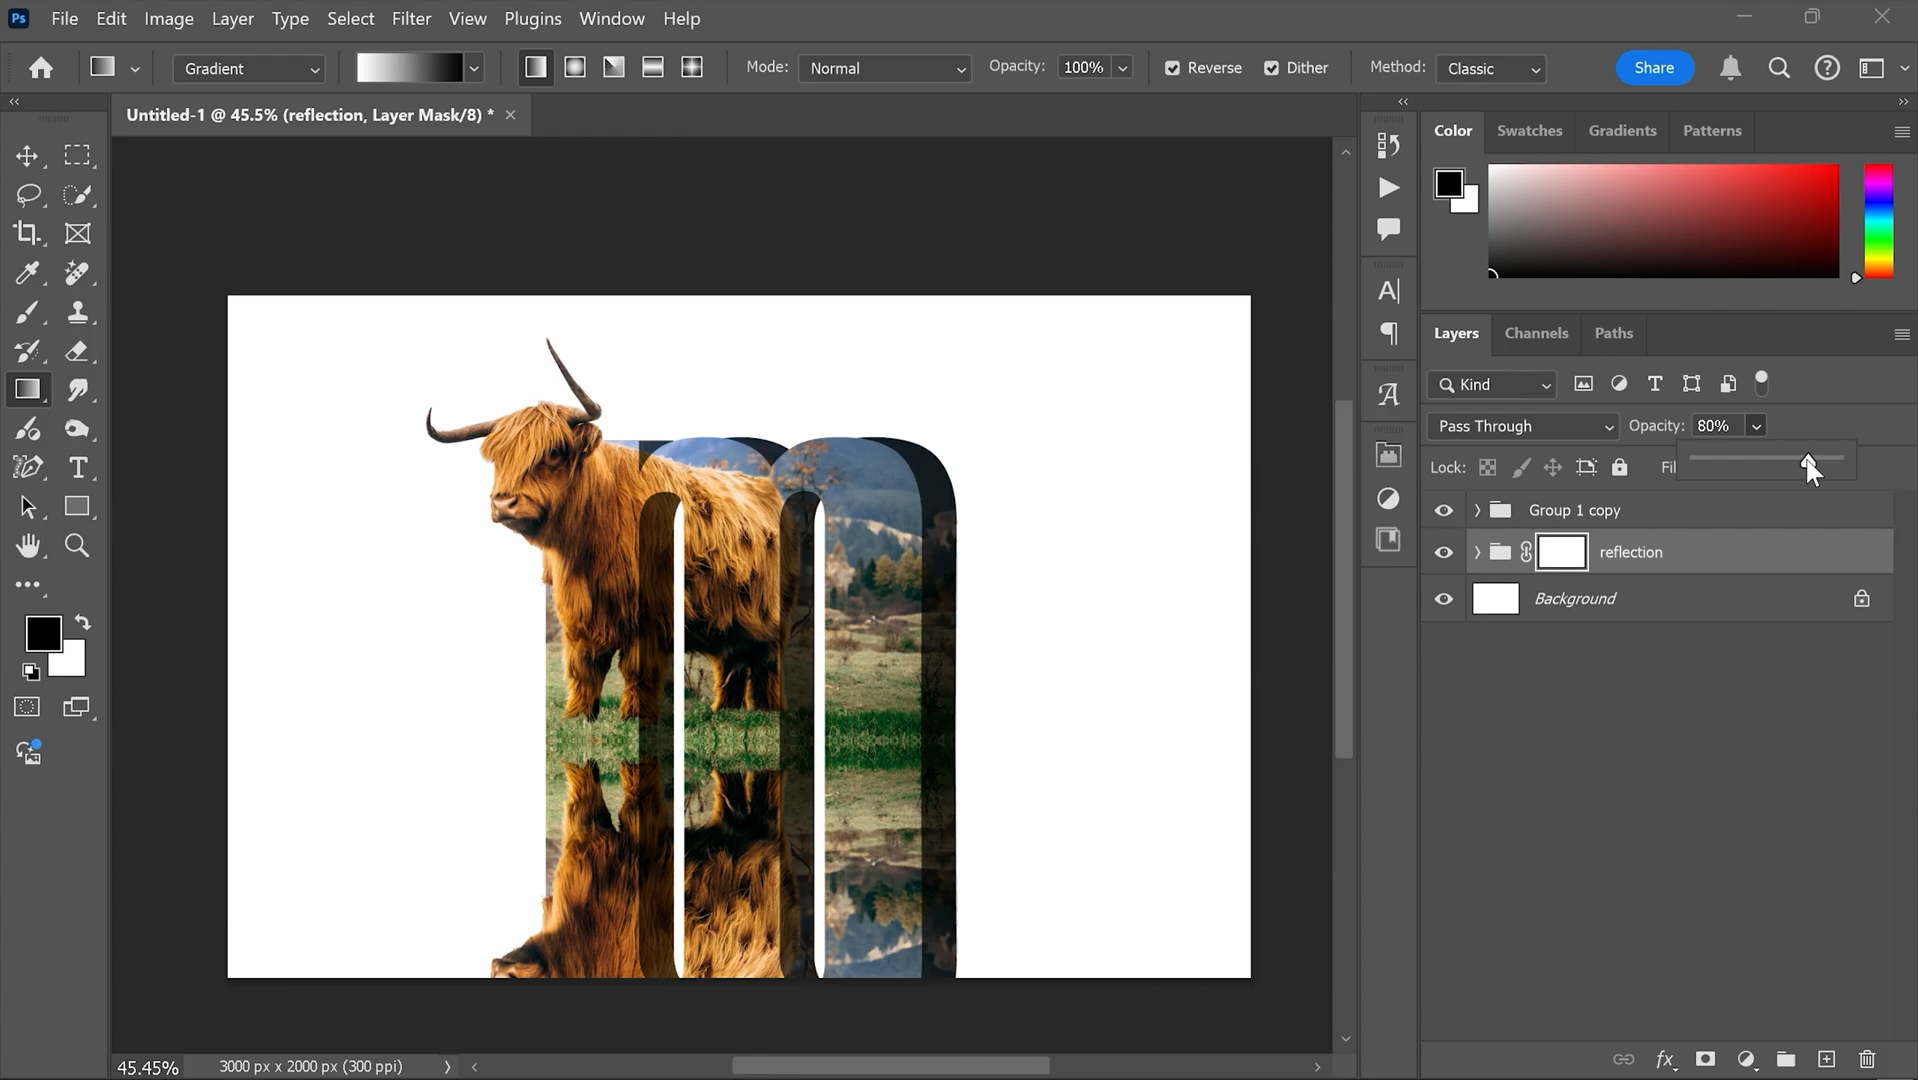 Ps File Edit Image Layer Type Select Filter View Plugins Window Help
Gradient Mode: Normal Opacity: 100% Reverse Dither Method: Classic Share
Untitled-1 @ 45.5% (reflection, Layer Mask/8) *
Color Swatches Gradients Patterns
Layers Channels Paths
Kind
Pass Through Opacity: 80%
Lock: Fil
Group 1 copy
reflection
Background
45.45% 3000 px x 2000 px (300 ppi)